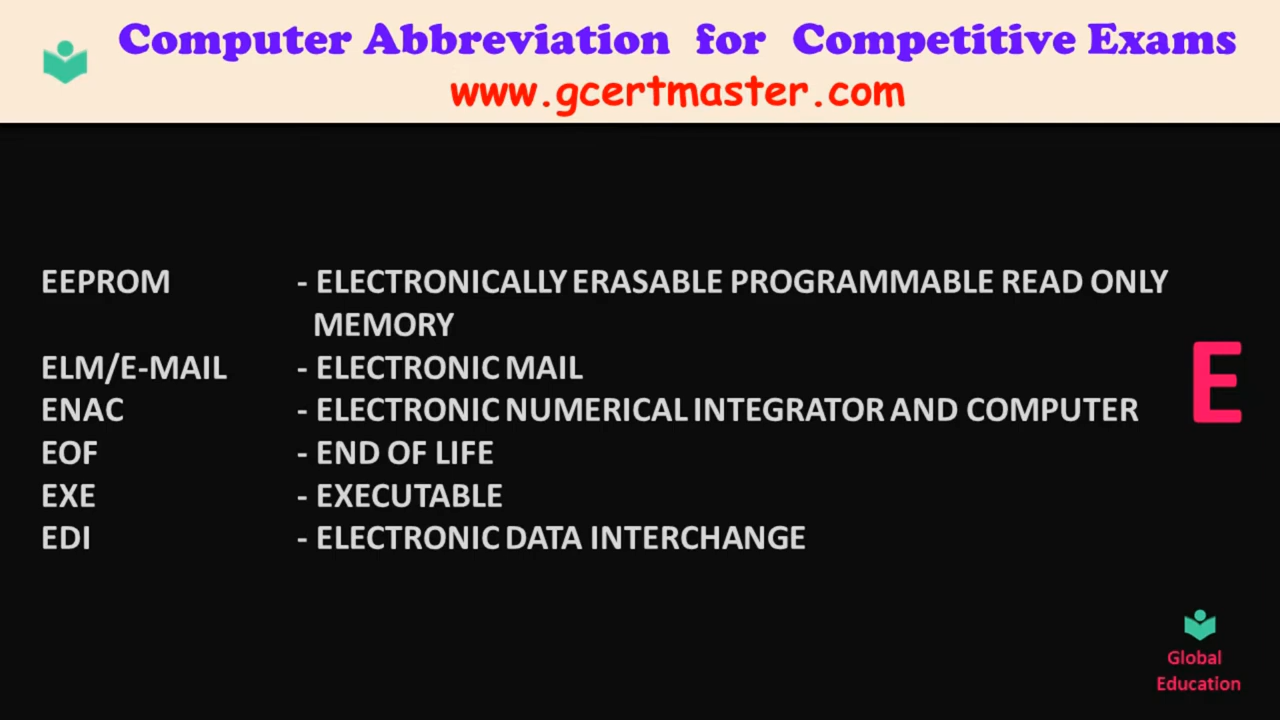 Computer Abbreviation for Competitive Exams
www.gcertmaster.com
EEPROM - ELECTRONICALLY ERASABLE PROGRAMMABLE READ ONLY
MEMORY
ELM/E-MAIL - ELECTRONIC MAIL
ENAC - ELECTRONIC NUMERICAL INTEGRATOR AND COMPUTER
EOF - END OF LIFE
EXE - EXECUTABLE
EDI - ELECTRONIC DATA INTERCHANGE
E
Global
Education